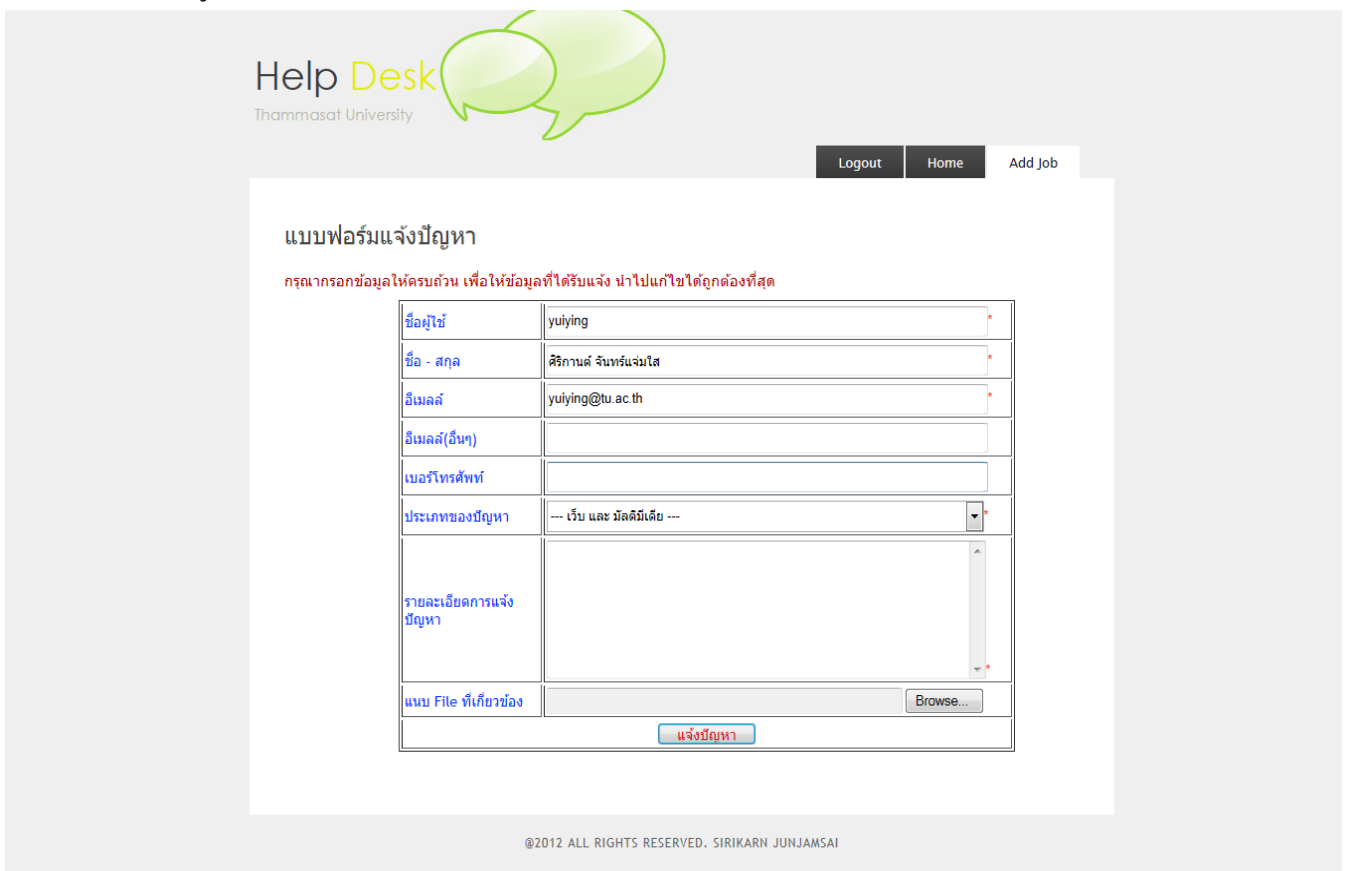 Help Desk
Thammasat University
Logout Home Add Job
แบบฟอร์มแจ้งปัญหา
กรุณากรอกข้อมูลให้ครบถ้วน เพื่อให้ข้อมูลที่ได้รับแจ้ง นำไปแก้ไขได้ถูกต้องที่สุด
ชื่อผู้ใช้ yuiying *
ชื่อ - สกุล ศิริกานต์ จันทร์แจ่มใส *
อีเมลล์ yuiying@tu.ac.th *
อีเมลล์(อื่นๆ)
เบอร์โทรศัพท์
ประเภทของปัญหา --- เว็บ และ มัลติมีเดีย --- *
รายละเอียดการแจ้ง
ปัญหา *
แนบ File ที่เกี่ยวข้อง Browse...
แจ้งปัญหา
@2012 ALL RIGHTS RESERVED. SIRIKARN JUNJAMSAI